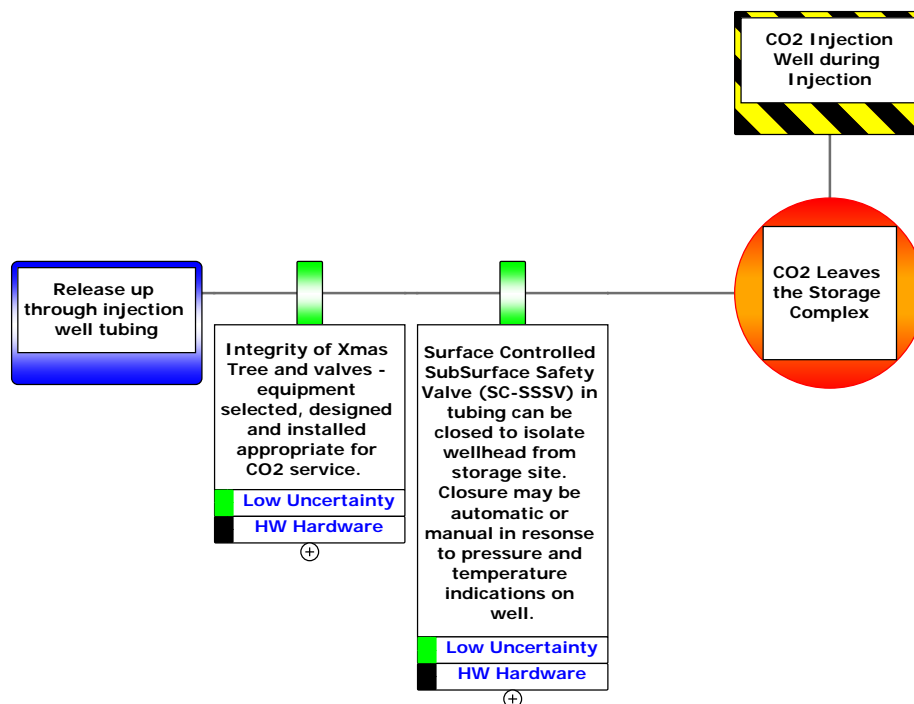 CO2 Injection
Well during
Injection
Release up
through injection
well tubing
CO2 Leaves
the Storage
Complex
Integrity of Xmas
Tree and valves -
equipment
selected, designed
and installed
appropriate for
CO2 service.
Low Uncertainty
HW Hardware
Surface Controlled
SubSurface Safety
Valve (SC-SSSV) in
tubing can be
closed to isolate
wellhead from
storage site.
Closure may be
automatic or
manual in resonse
to pressure and
temperature
indications on
well.
Low Uncertainty
HW Hardware